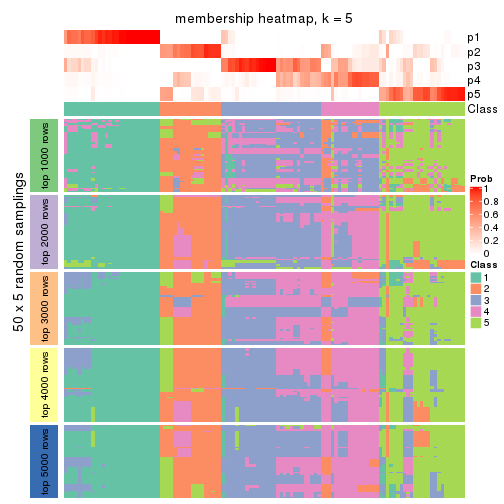 membership heatmap, k = 5
p1
p2
p3
p4
p5
Class
50 x 5 random samplings
top 1000 rows
top 2000 rows
top 3000 rows
top 4000 rows
top 5000 rows
Prob
1
0.8
0.6
0.4
0.2
0
Class
1
2
3
4
5